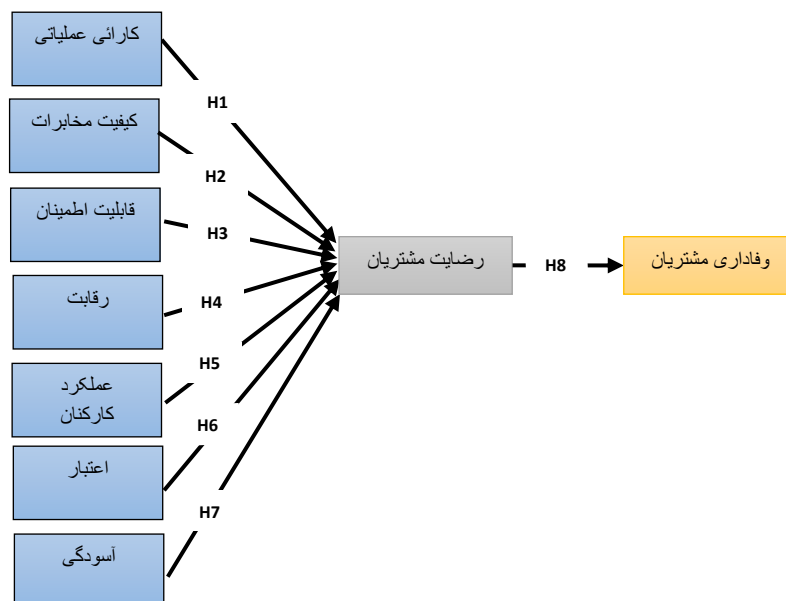 کارائی عملیاتی
H1
کیفیت مخابرات
H2
قابلیت اطمینان
H3
رضایت مشتریان
H8
وفاداری مشتریان
رقابت
H4
H5
عملکرد
کارکنان
H6
اعتبار
H7
آسودگی